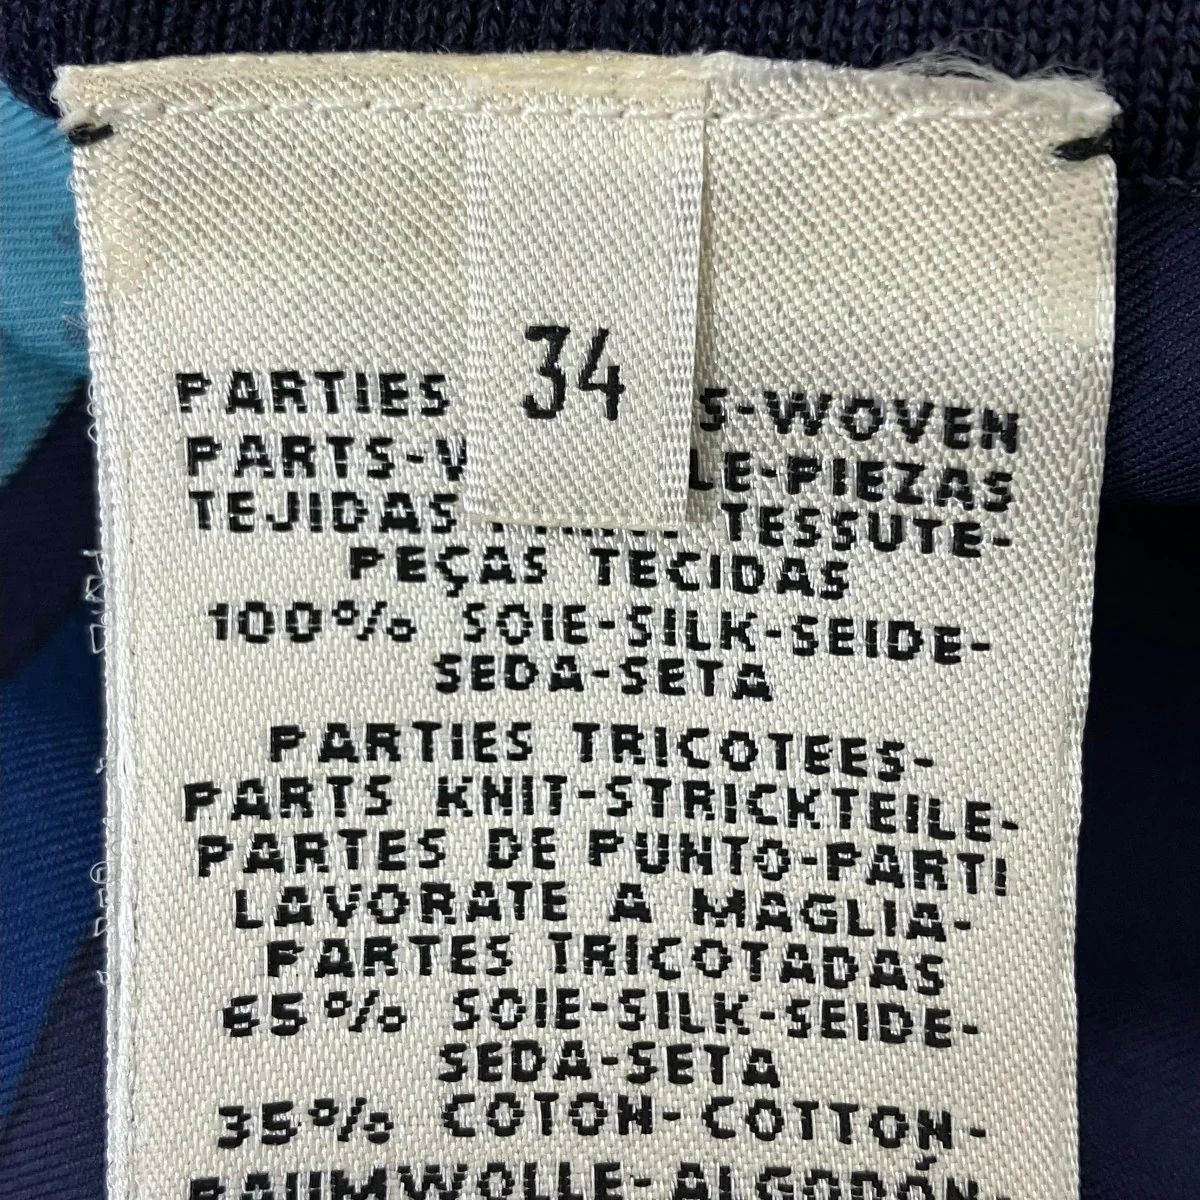 34
PARTIES S-WOVEN
PARTS-W LE-PIEZAS
TEJIDAS TESSUTE-
PEÇAS TECIDAS
100% SOIE-SILK-SEIDE-
SEDA-SETA
PARTIES TRICOTEES-
PARTS KNIT-STRICKTEILE-
PARTES DE PUNTO-PARTI
LAVORATE A MAGLIA-
PARTES TRICOTADAS
65% SOIE-SILK-SEIDE-
SEDA-SETA
35% COTON-COTTON-
BAUMWOLLE-ALGODÓN